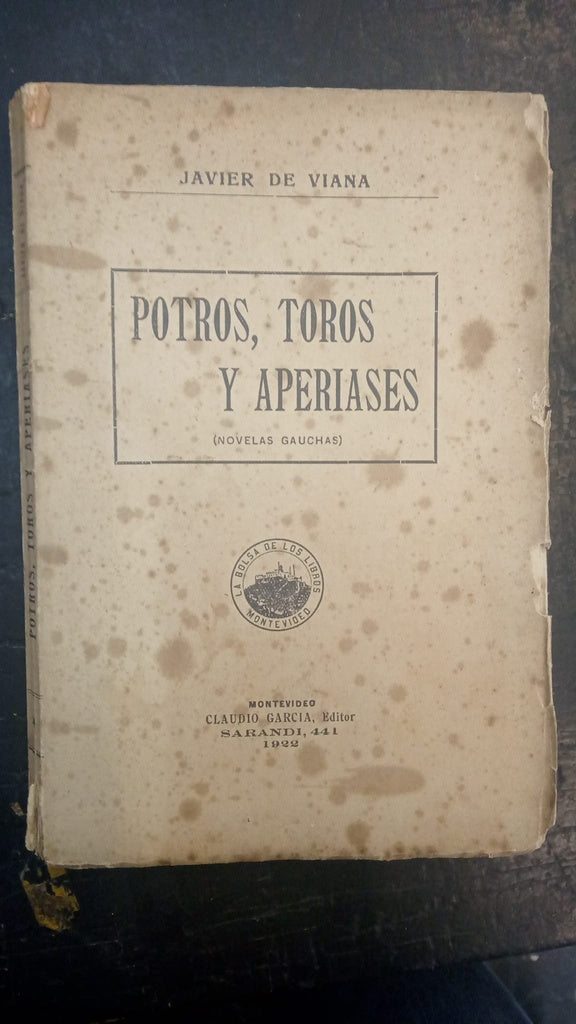 JAVIER DE VIANA
POTROS, TOROS
Y APERIASES
(NOVELAS GAUCHAS)
LA BOLSA DE LOS LIBROS
MONTEVIDEO
MONTEVIDEO
CLAUDIO GARCIA, Editor
SARANDI, 441
1922
POTROS, TOROS Y APERIASES